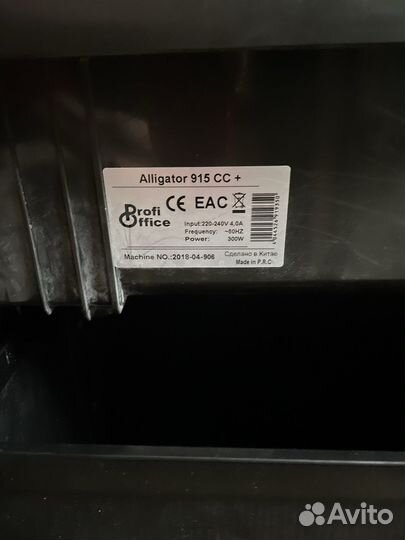 Alligator 915 CC +
Profi Office
CE EAC
Input:220-240V 4,0A
Frequency: ~50HZ
Power: 300W
Machine NO.:2018-04-906
Сделано в Китае
Made in P.R.C
Avito